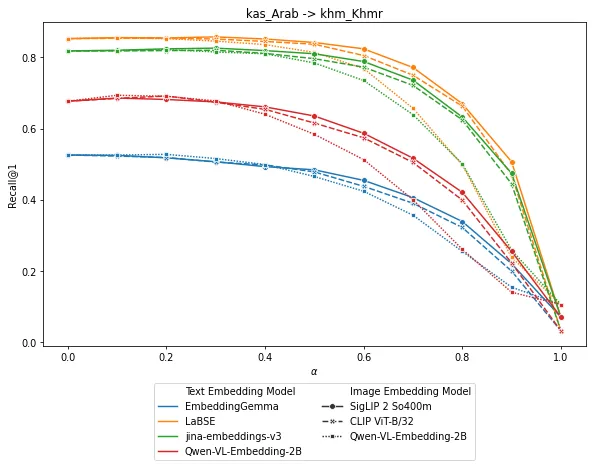 kas_Arab -> khm_Khmr
Recall@1
0.8
0.6
0.4
0.2
0.0
0.0 0.2 0.4 0.6 0.8 1.0
α
Text Embedding Model
EmbeddingGemma
LaBSE
jina-embeddings-v3
Qwen-VL-Embedding-2B
Image Embedding Model
SigLIP 2 So400m
CLIP ViT-B/32
Qwen-VL-Embedding-2B